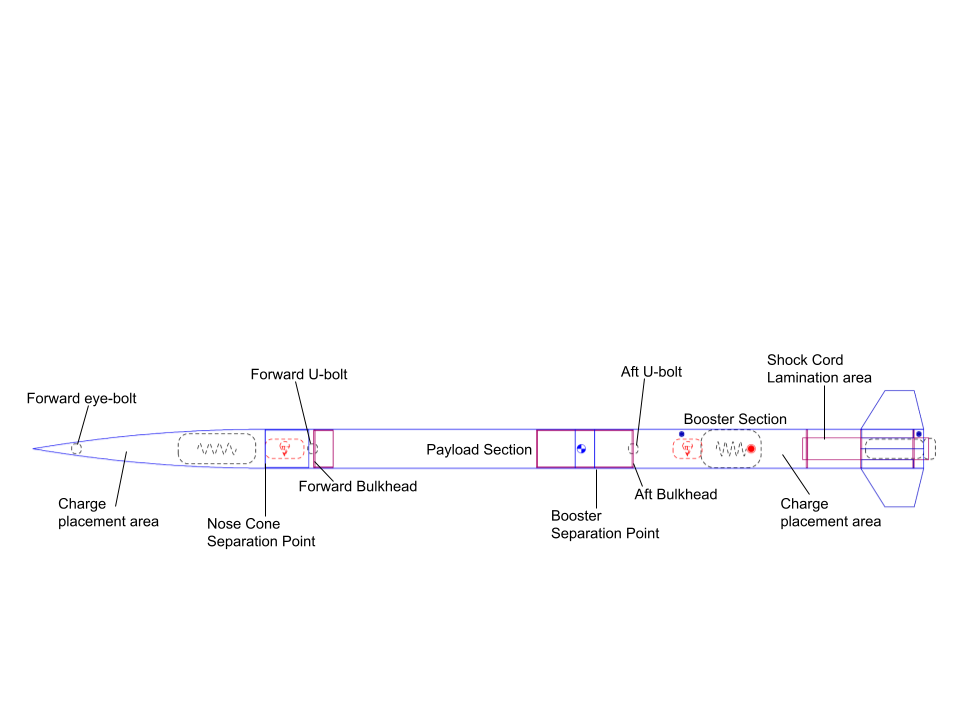 Shock Cord
Lamination area
Forward U-bolt
Aft U-bolt
Forward eye-bolt
Booster Section
Payload Section
Forward Bulkhead
Aft Bulkhead
Charge
placement area
Nose Cone
Separation Point
Booster
Separation Point
Charge
placement area